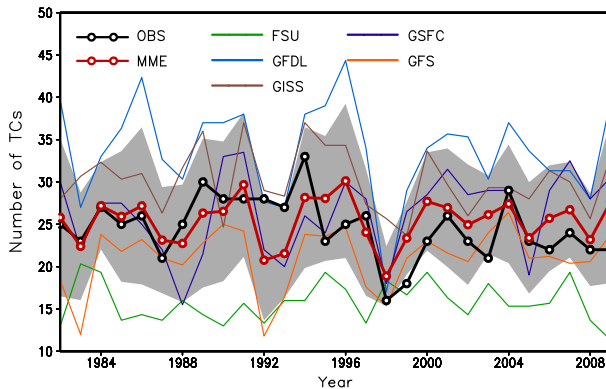 50
45
40
35
30
25
20
15
10
Number of TCs
OBS
MME
FSU
GFDL
GISS
GSFC
GFS
1984
1988
1992
1996
2000
2004
2008
Year